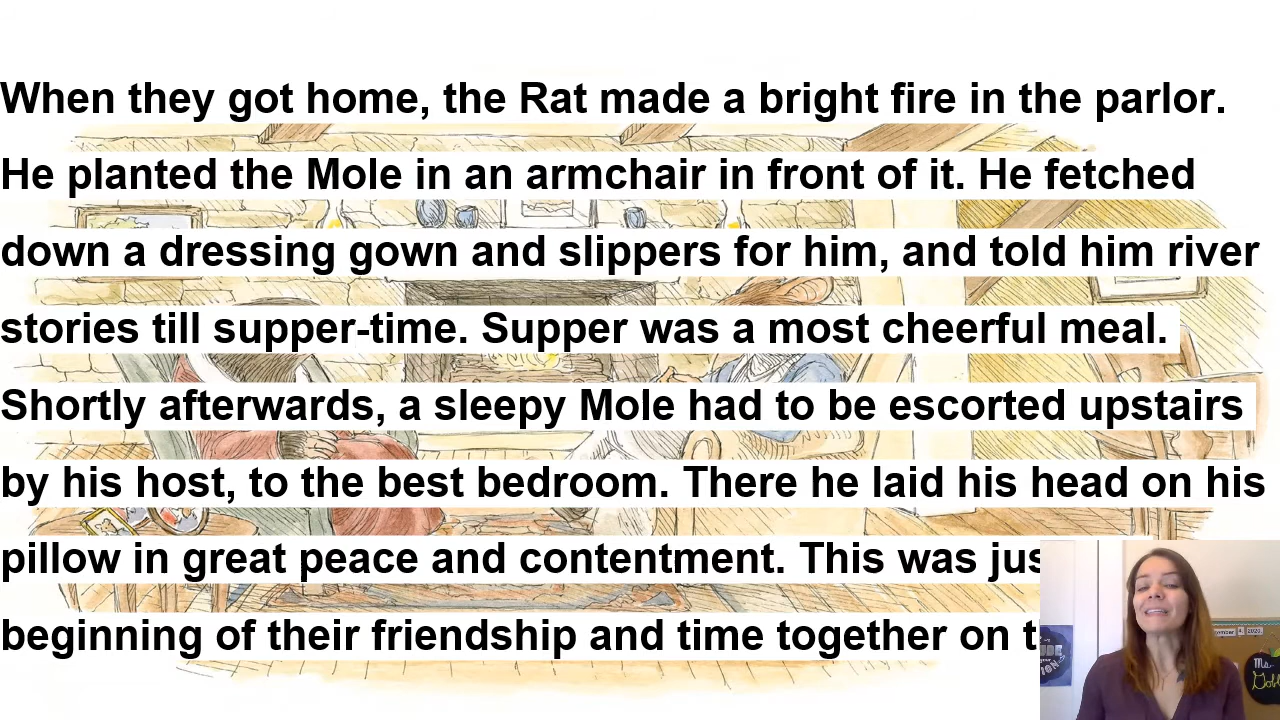 When they got home, the Rat made a bright fire in the parlor.
He planted the Mole in an armchair in front of it. He fetched
down a dressing gown and slippers for him, and told him river
stories till supper-time. Supper was a most cheerful meal.
Shortly afterwards, a sleepy Mole had to be escorted upstairs
by his host, to the best bedroom. There he laid his head on his
pillow in great peace and contentment. This was
beginning of their friendship and time together on
4, 2020
Ms.